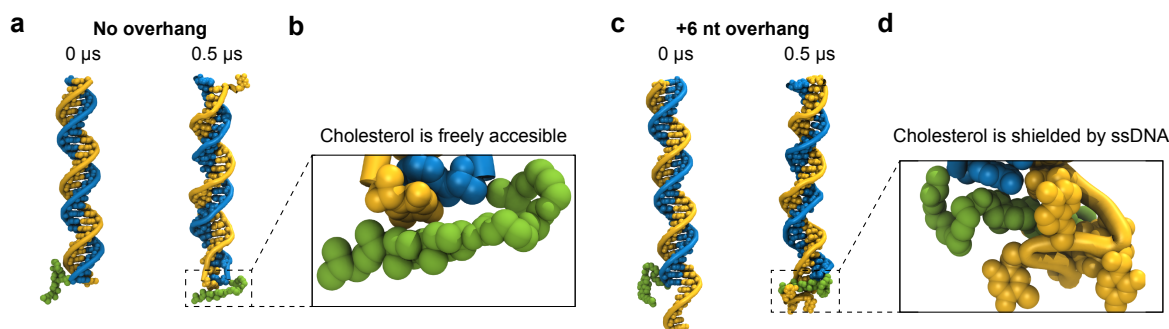 a
No overhang
0 µs
0.5 µs
b
Cholesterol is freely accesible
c
+6 nt overhang
0 µs
0.5 µs
d
Cholesterol is shielded by ssDNA